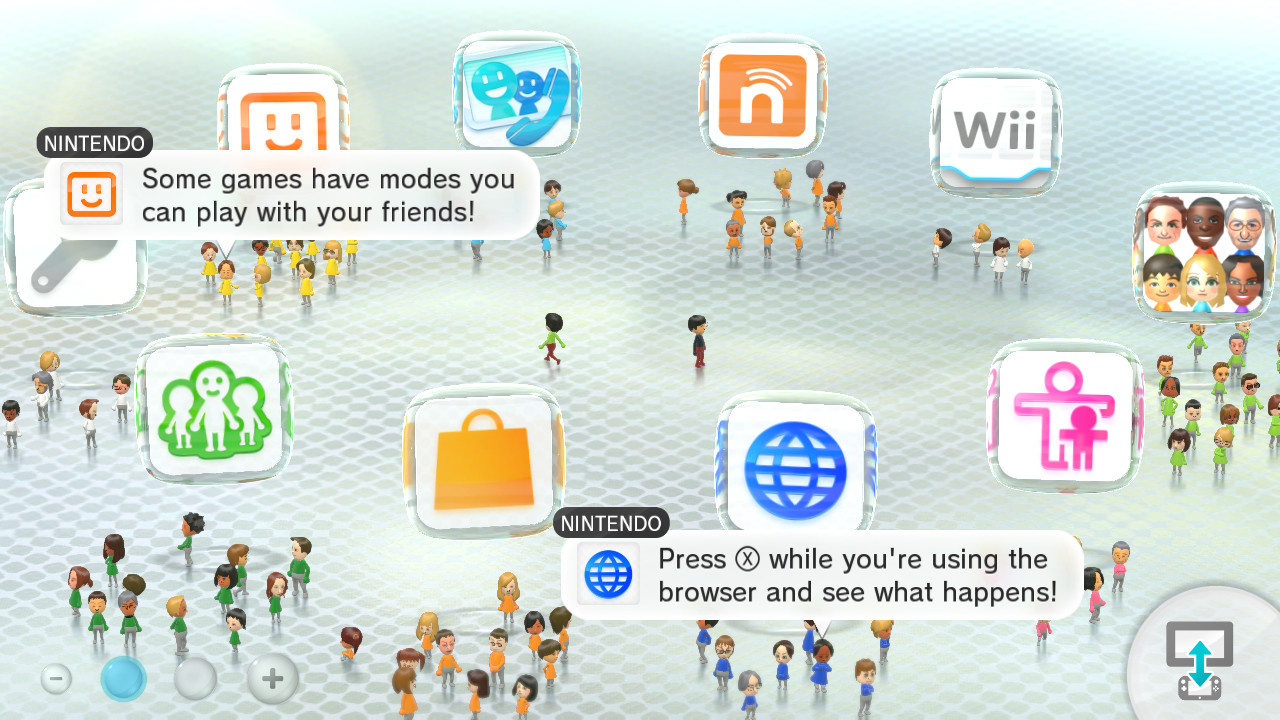 Wii
NINTENDO
Some games have modes you
can play with your friends!
NINTENDO
Press Ⓧ while you're using the
browser and see what happens!